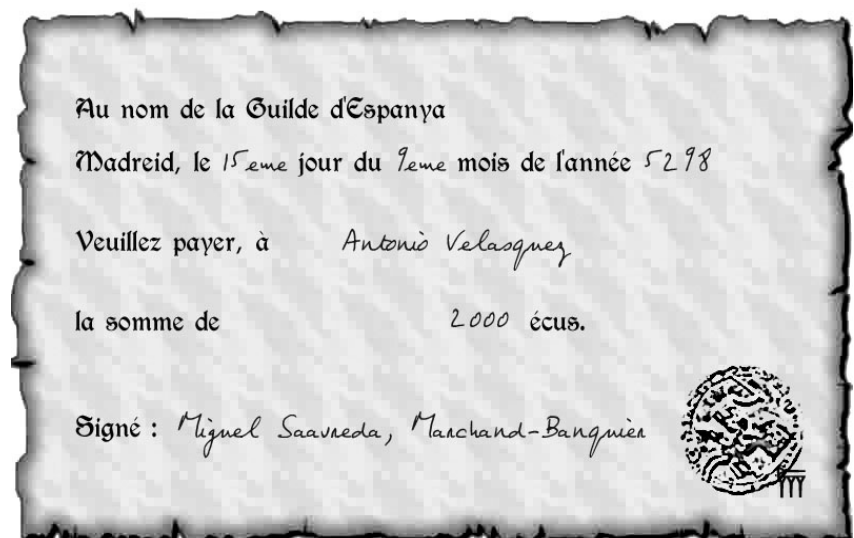 Au nom de la Guilde d'Espanya
Madreid, le 15eme jour du 9eme mois de l'année 5298
Veuillez payer, à Antonio Velasquez
la somme de 2000 écus.
Signé : Miguel Saavreda, Marchand-Banquier